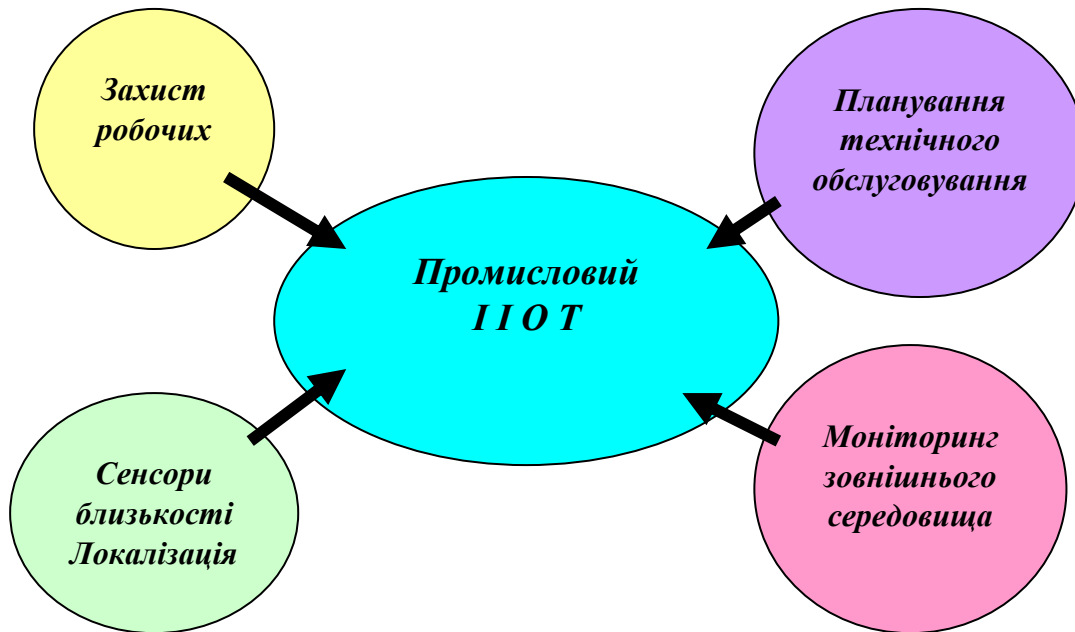 Захист
робочих
Планування
технічного
обслуговування
Промисловий
І І О Т
Сенсори
близькості
Локалізація
Моніторинг
зовнішнього
середовища